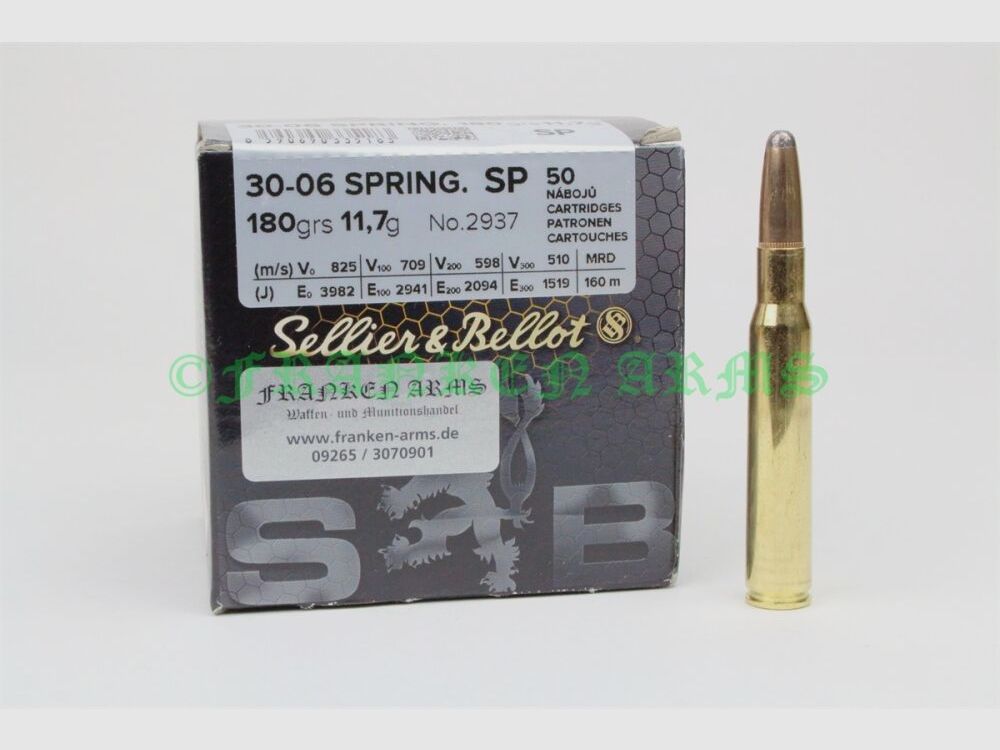 SP
30-06 SPRING. SP 50
NÁBOJŮ
CARTRIDGES
PATRONEN
CARTOUCHES
180grs 11,7g No.2937
(m/s) V₀ 825 V₁₀₀ 709 V₂₀₀ 598 V₃₀₀ 510 MRD
(J) E₀ 3982 E₁₀₀ 2941 E₂₀₀ 2094 E₃₀₀ 1519 160 m
Sellier & Bellot
©FRANKEN ARMS
FRANKEN ARMS
Waffen- und Munitionshandel
www.franken-arms.de
09265 / 3070901
S B